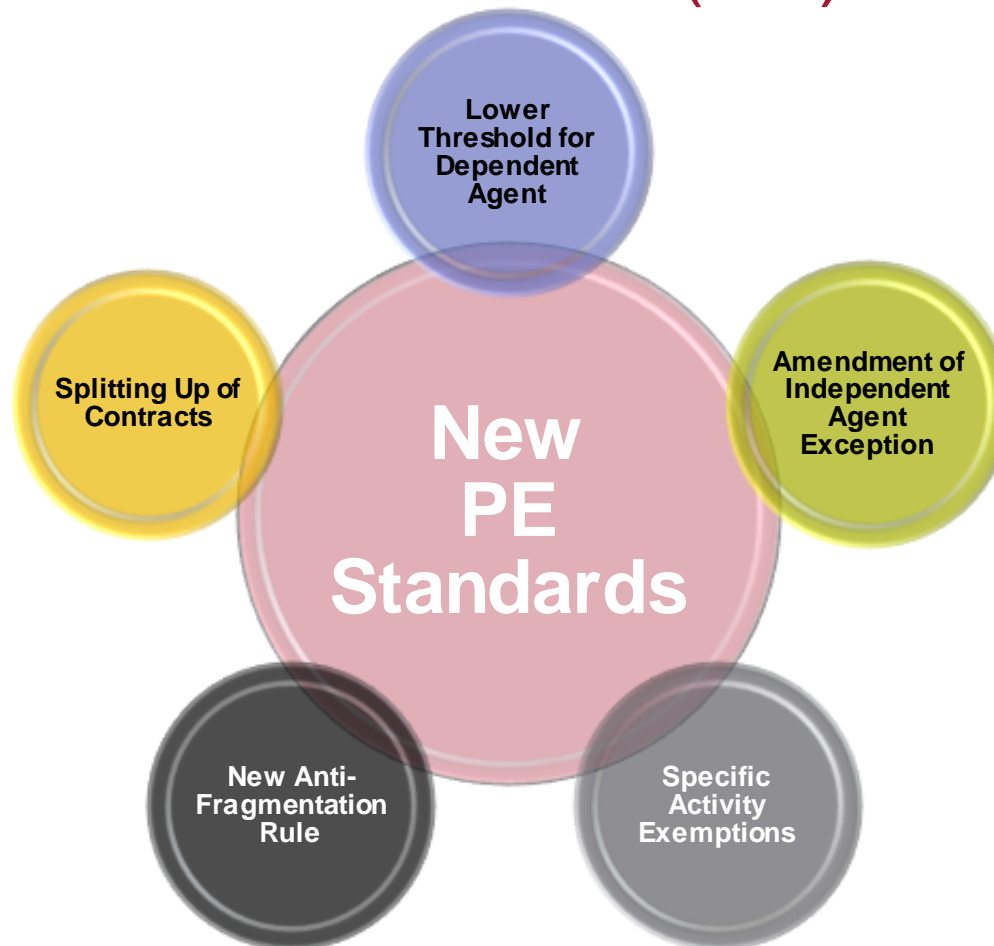 Lower
Threshold for
Dependent
Agent
Splitting Up of
Contracts
Amendment of
Independent
Agent
Exception
New
PE
Standards
New Anti-
Fragmentation
Rule
Specific
Activity
Exemptions